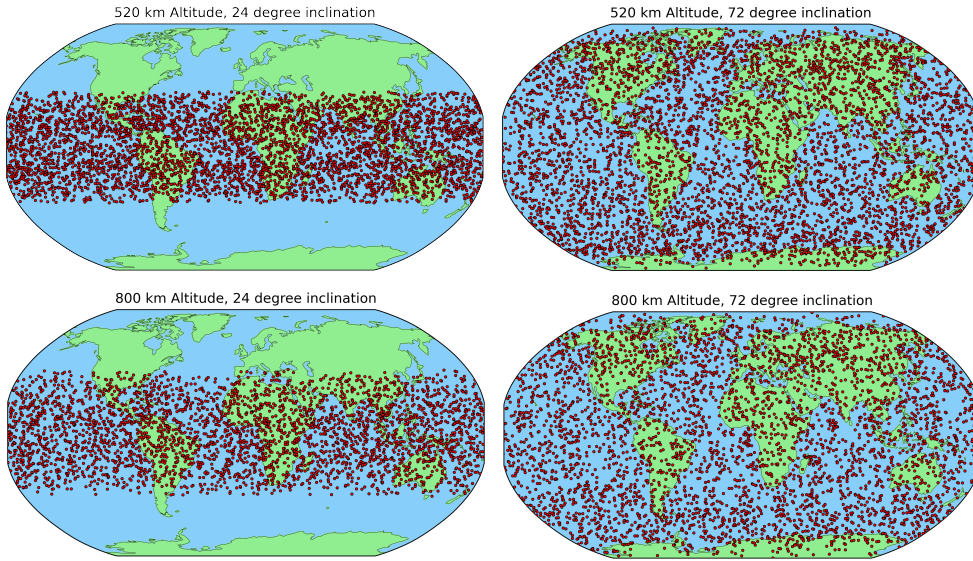 520 km Altitude, 24 degree inclination
520 km Altitude, 72 degree inclination
800 km Altitude, 24 degree inclination
800 km Altitude, 72 degree inclination